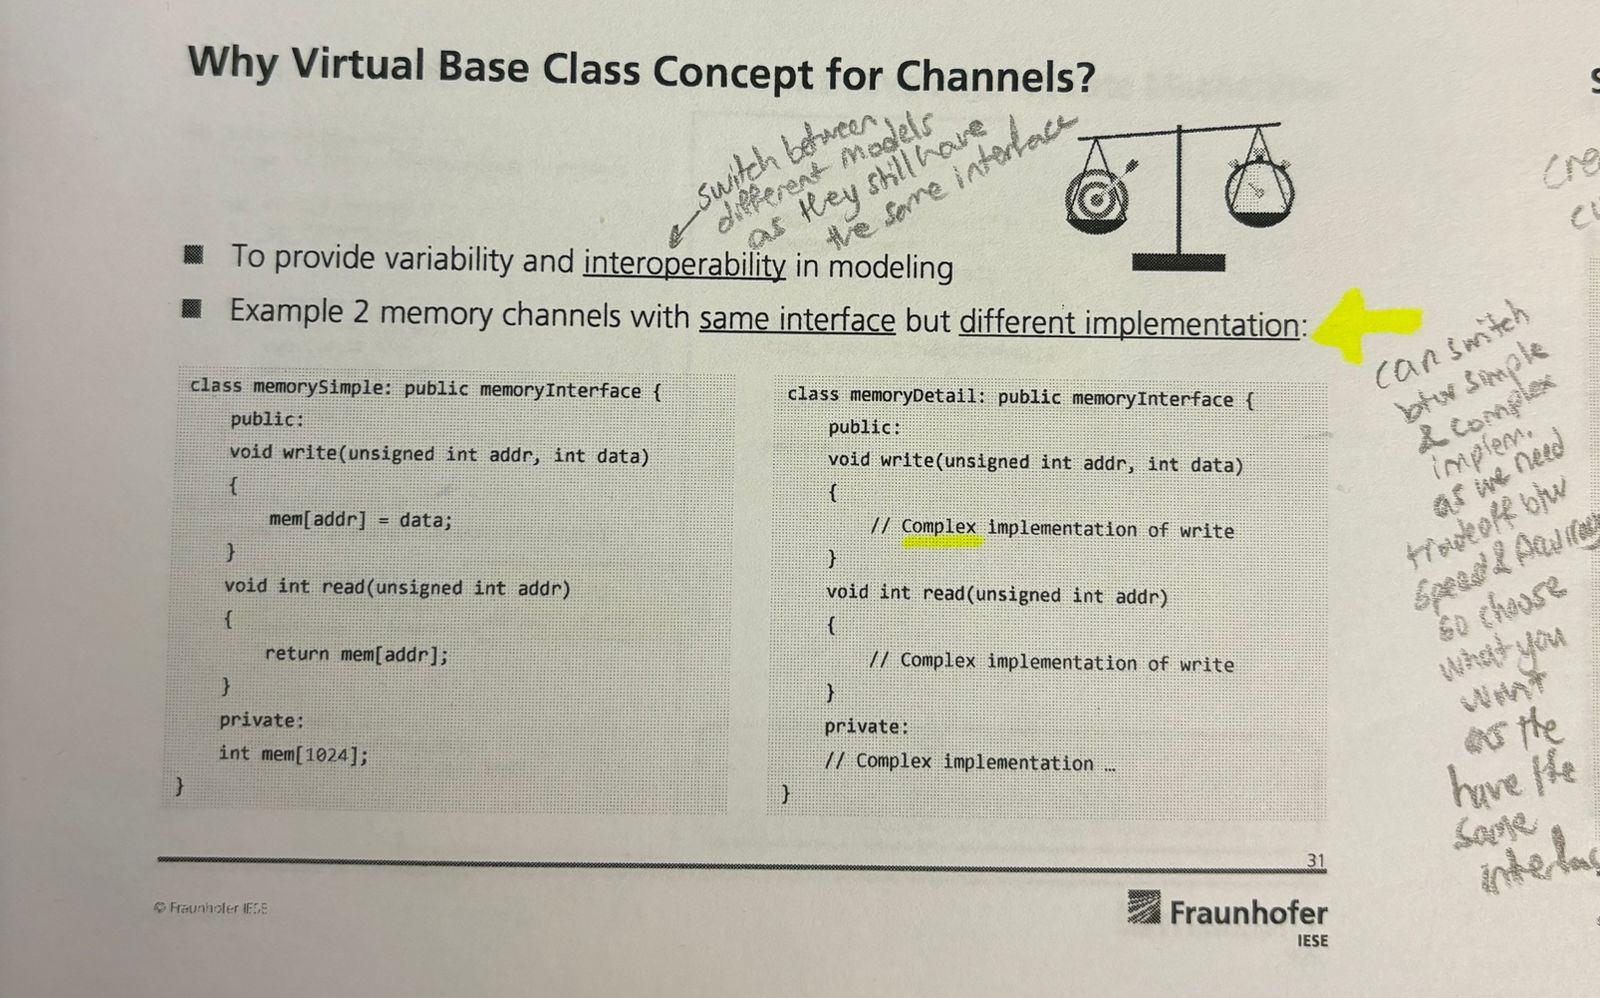 Why Virtual Base Class Concept for Channels?
switch between
different models
as they still have
the same interface
■ To provide variability and interoperability in modeling
■ Example 2 memory channels with same interface but different implementation:
class memorySimple: public memoryInterface {
public:
void write(unsigned int addr, int data)
{
mem[addr] = data;
}
void int read(unsigned int addr)
{
return mem[addr];
}
private:
int mem[1024];
}
class memoryDetail: public memoryInterface {
public:
void write(unsigned int addr, int data)
{
// Complex implementation of write
}
void int read(unsigned int addr)
{
// Complex implementation of write
}
private:
// Complex implementation …
}
can switch
btw simple
& complex
implem.
as we need
tradeoff btw
speed &
so choose
what you
want
as the
have the
same
31
© Fraunhofer IESE
Fraunhofer
IESE